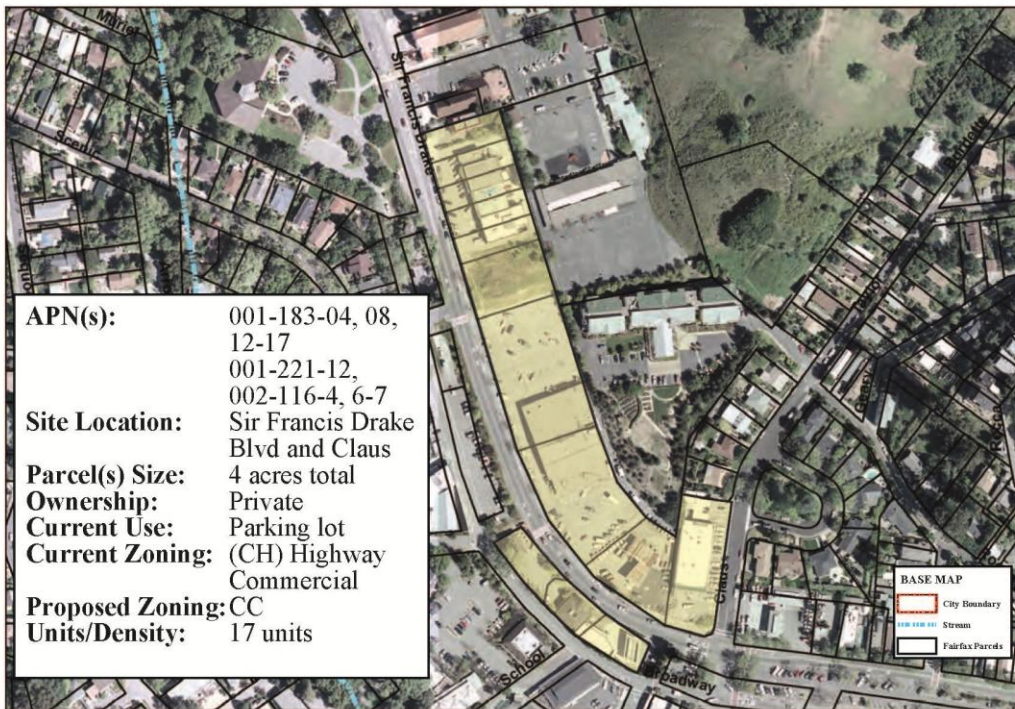 Sir Francis Drake
Scenic
APN(s): 001-183-04, 08,
12-17
001-221-12,
002-116-4, 6-7
Site Location: Sir Francis Drake
Blvd and Claus
Parcel(s) Size: 4 acres total
Ownership: Private
Current Use: Parking lot
Current Zoning: (CH) Highway
Commercial
Proposed Zoning: CC
Units/Density: 17 units
Claus
School
Broadway
BASE MAP
City Boundary
Stream
Fairfax Parcels